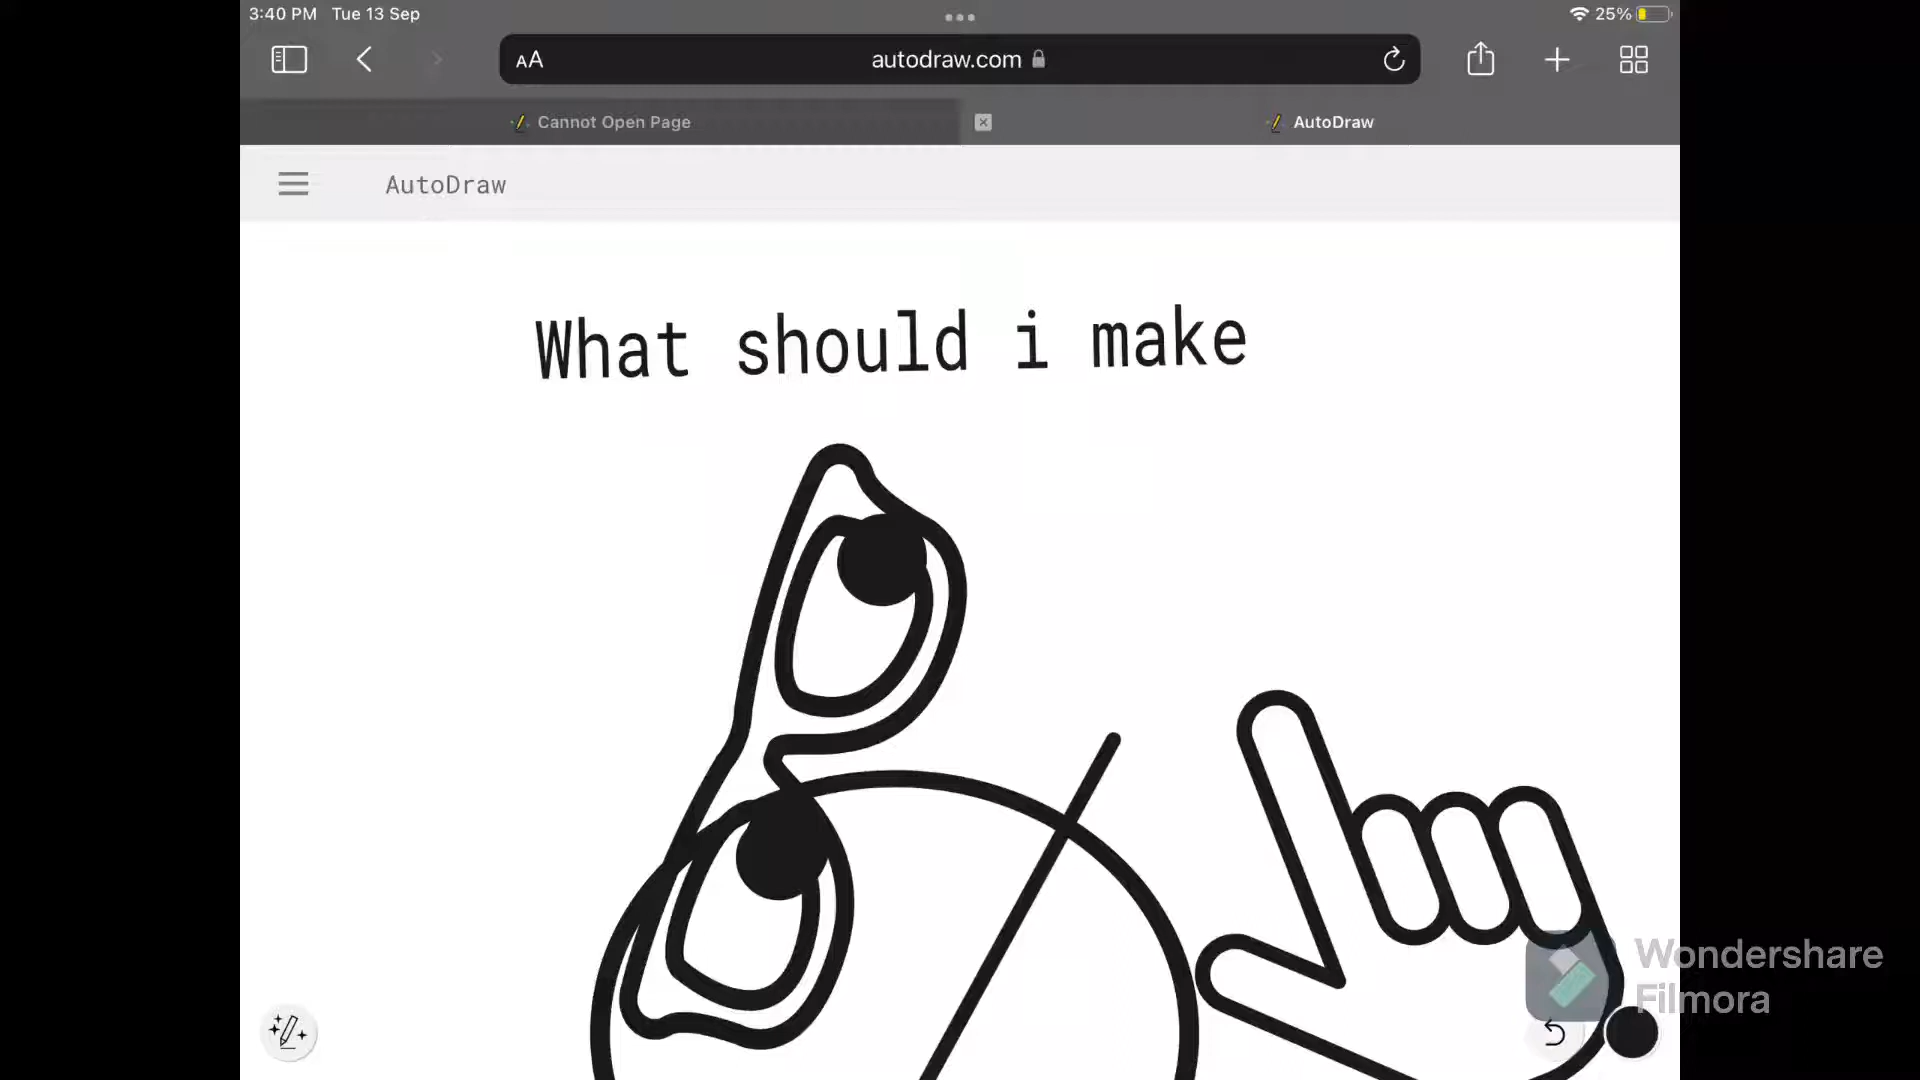 3:40 PM Tue 13 Sep
25%
AA
autodraw.com
Cannot Open Page
AutoDraw
AutoDraw
What should i make
Wondershare
Filmora